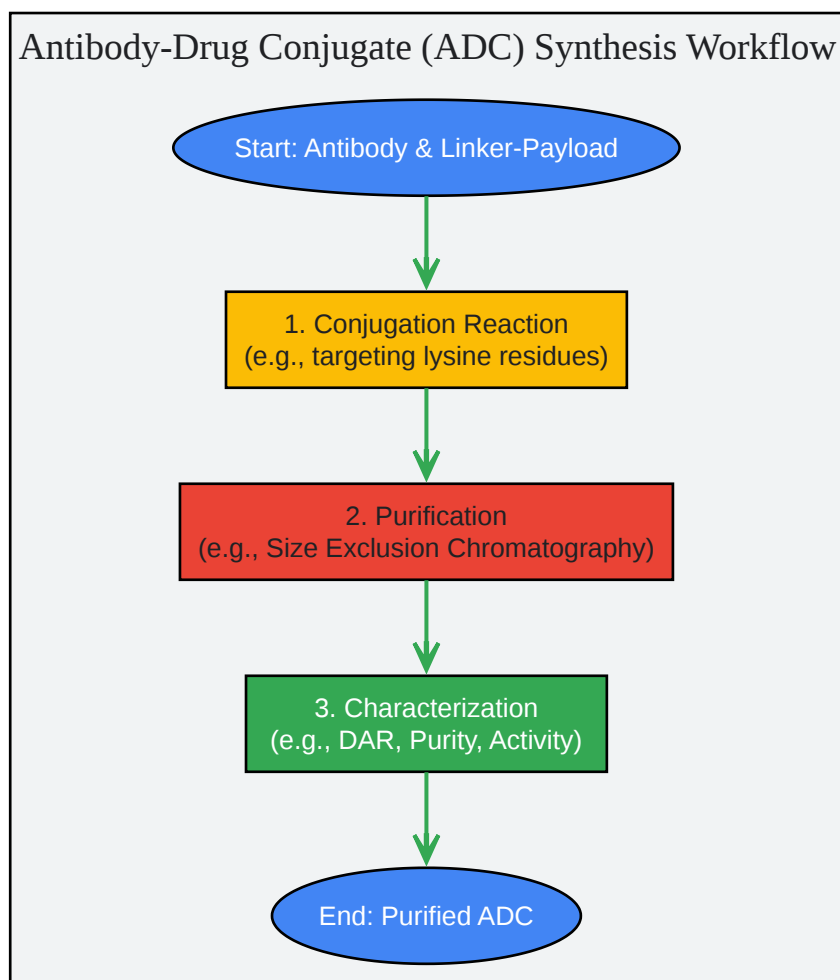 Antibody-Drug Conjugate (ADC) Synthesis Workflow
Start: Antibody & Linker-Payload
1. Conjugation Reaction
(e.g., targeting lysine residues)
2. Purification
(e.g., Size Exclusion Chromatography)
3. Characterization
(e.g., DAR, Purity, Activity)
End: Purified ADC